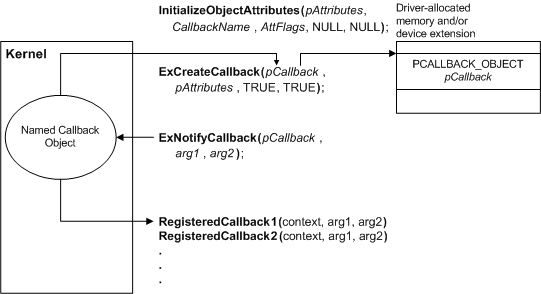 InitializeObjectAttributes(pAttributes,
CallbackName , AttFlags, NULL, NULL);
Driver-allocated
memory and/or
device extension
Kernel
ExCreateCallback(pCallback ,
pAttributes , TRUE, TRUE);
PCALLBACK_OBJECT
pCallback
Named Callback
Object
ExNotifyCallback(pCallback ,
arg1 , arg2 );
RegisteredCallback1(context, arg1, arg2)
RegisteredCallback2(context, arg1, arg2)
.
.
.